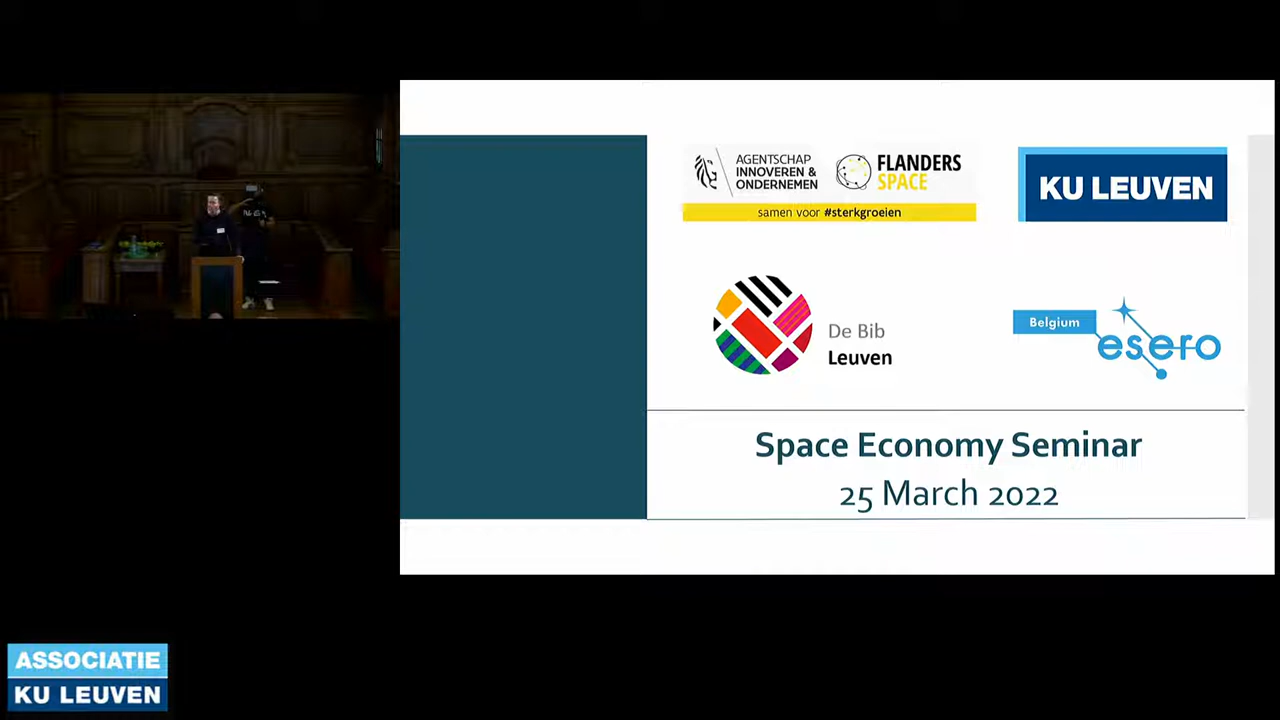 AGENTSCHAP
INNOVEREN &
ONDERNEMEN
FLANDERS
SPACE
samen voor #sterkgroeien
KU LEUVEN
De Bib
Leuven
Belgium
esero
Space Economy Seminar
25 March 2022
ASSOCIATIE
KU LEUVEN